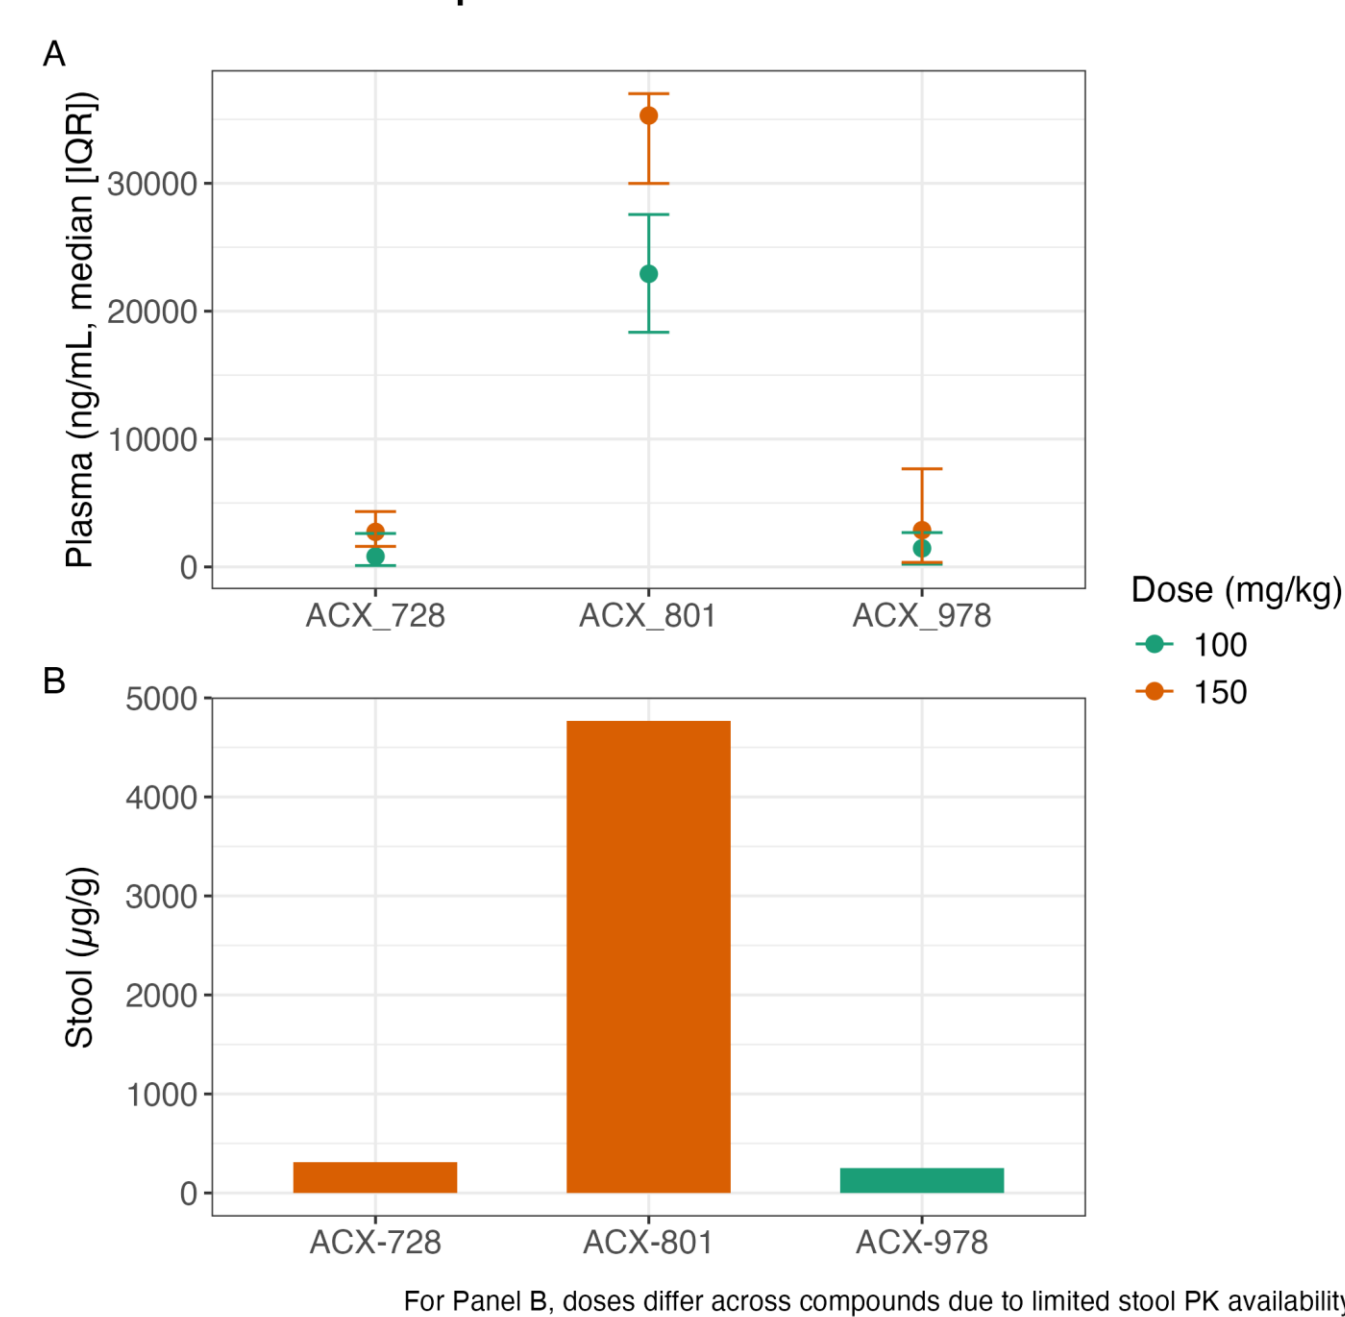 A
Plasma (ng/mL, median [IQR])
30000
20000
10000
0
ACX_728 ACX_801 ACX_978
Dose (mg/kg)
100
150
B
Stool (µg/g)
5000
4000
3000
2000
1000
0
ACX-728 ACX-801 ACX-978
For Panel B, doses differ across compounds due to limited stool PK availability